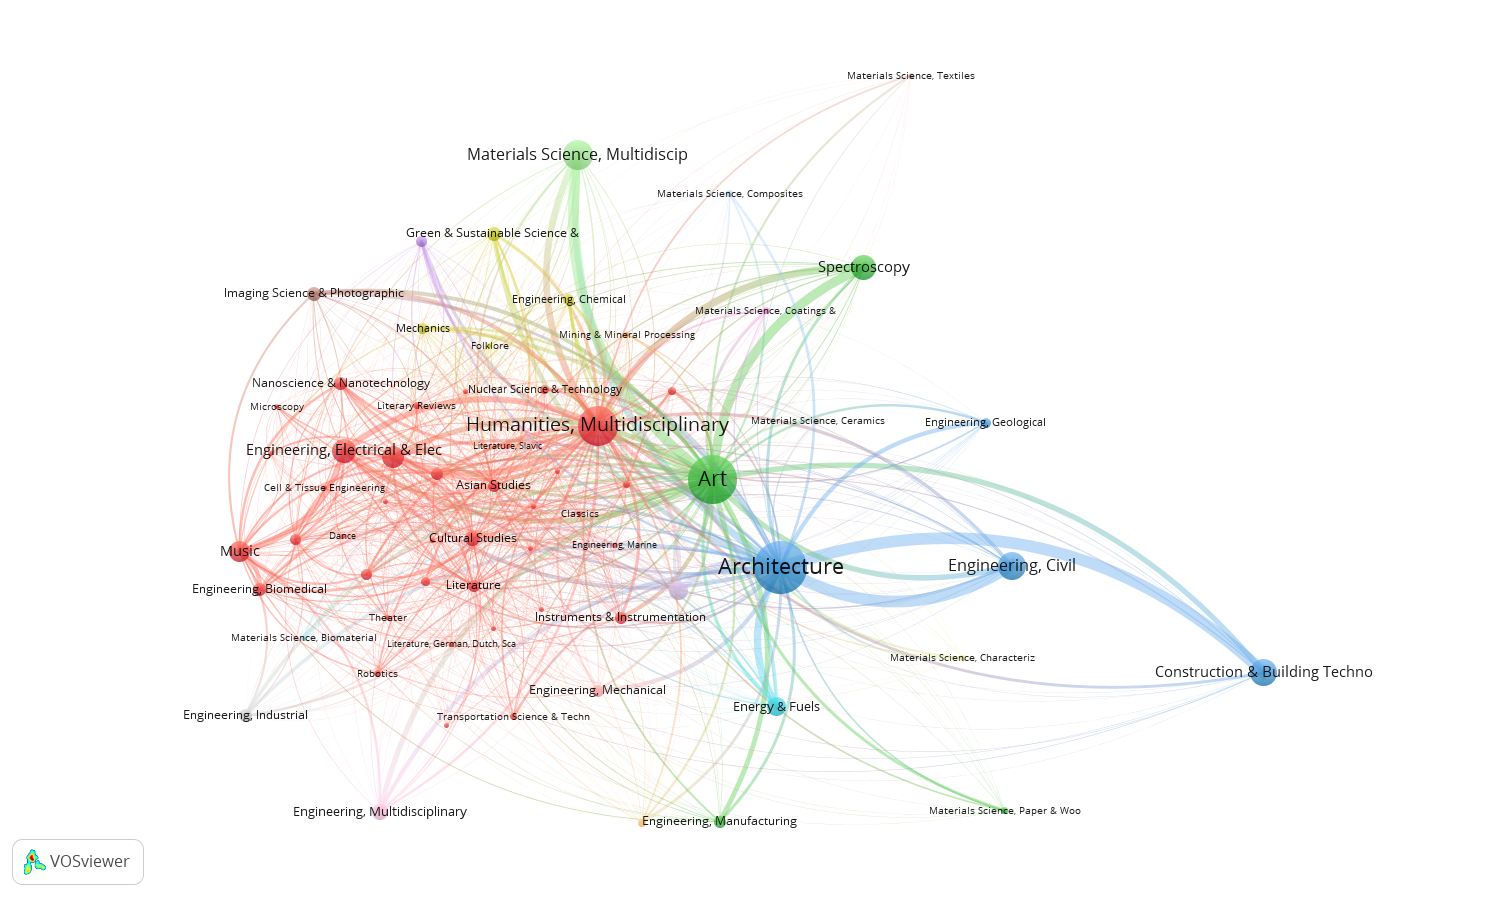 Materials Science, Textiles
Materials Science, Multidiscip
Materials Science, Composites
Green & Sustainable Science &
Spectroscopy
Imaging Science & Photographic
Engineering, Chemical
Materials Science, Coatings &
Mechanics
Mining & Mineral Processing
Folklore
Nanoscience & Nanotechnology
Nuclear Science & Technology
Microscopy
Literary Reviews
Humanities, Multidisciplinary
Materials Science, Ceramics
Engineering, Geological
Literature, Slavic
Engineering, Electrical & Elec
Art
Cell & Tissue Engineering
Asian Studies
Classics
Dance
Cultural Studies
Engineering, Marine
Music
Architecture
Engineering, Civil
Engineering, Biomedical
Literature
Theater
Instruments & Instrumentation
Materials Science, Biomaterial
Literature, German, Dutch, Sca
Materials Science, Characteriz
Robotics
Construction & Building Techno
Engineering, Mechanical
Energy & Fuels
Engineering, Industrial
Transportation Science & Techn
Engineering, Multidisciplinary
Materials Science, Paper & Woo
Engineering, Manufacturing
VOSviewer